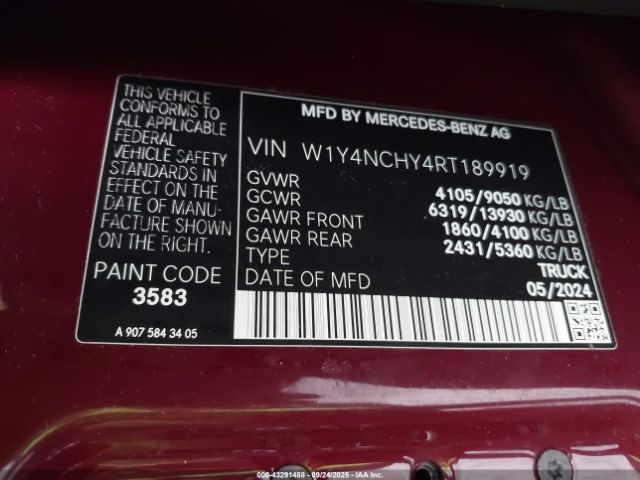 THIS VEHICLE
CONFORMS TO
ALL APPLICABLE
FEDERAL
VEHICLE SAFETY
STANDARDS IN
EFFECT ON THE
DATE OF MANU-
FACTURE SHOWN
ON THE RIGHT.
PAINT CODE
3583
A 907 584 34 05
MFD BY MERCEDES-BENZ AG
VIN W1Y4NCHY4RT189919
GVWR 4105/9050 KG/LB
GCWR 6319/13930 KG/LB
GAWR FRONT 1860/4100 KG/LB
GAWR REAR 2431/5360 KG/LB
TYPE TRUCK
DATE OF MFD 05/2024
000-43291488 - 09/24/2025 - IAAI.COM